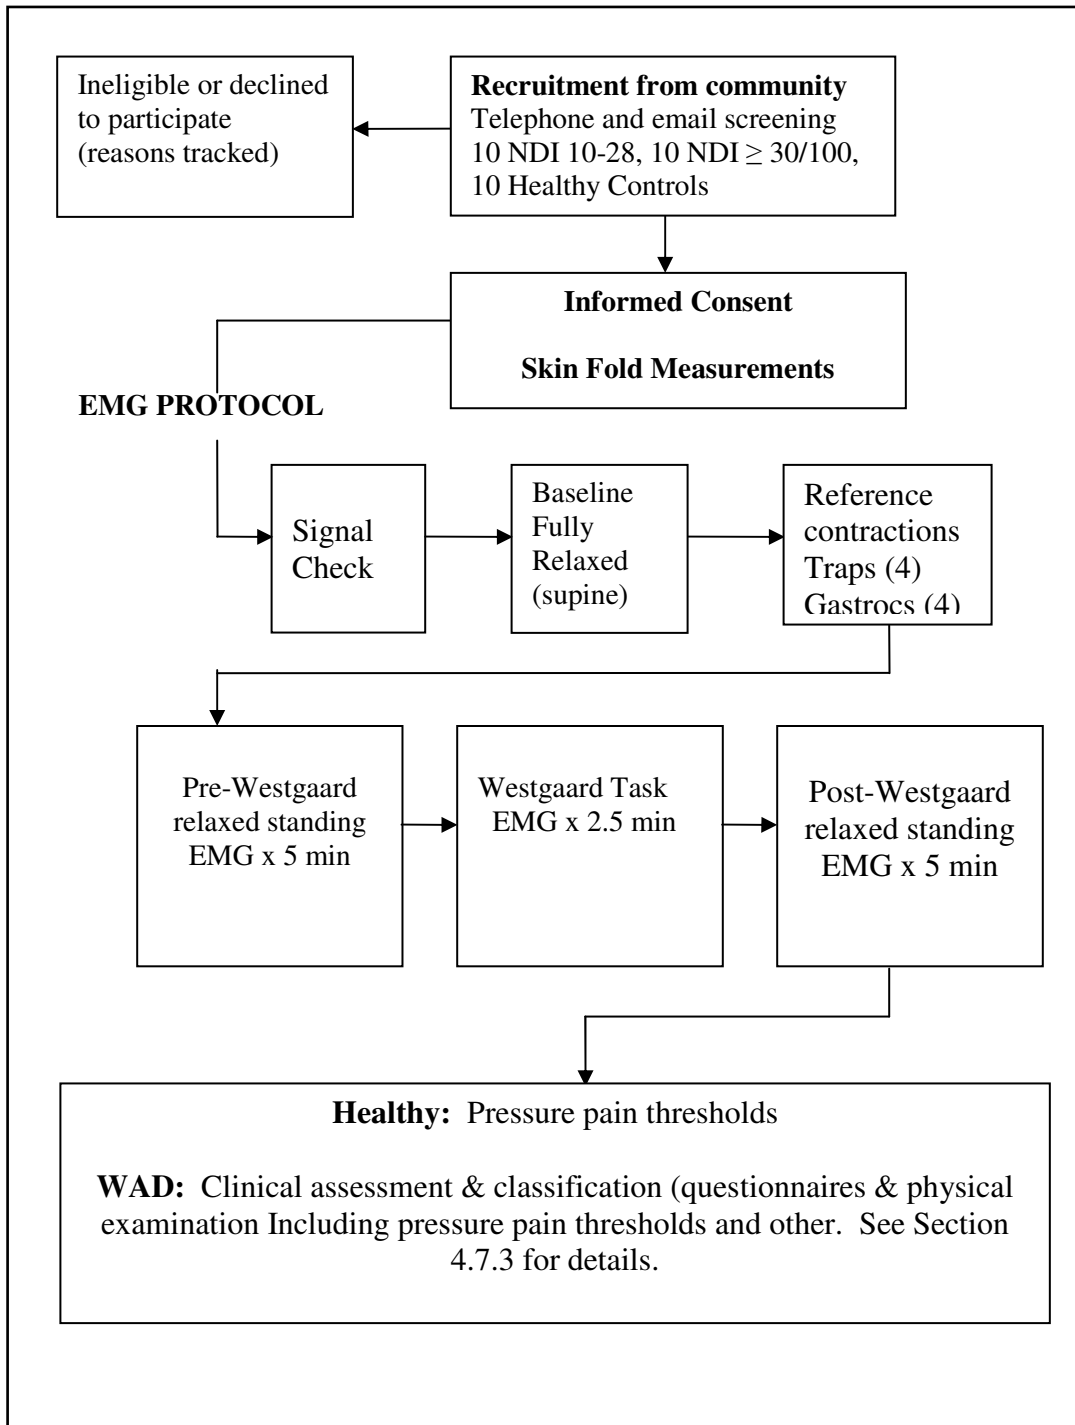 Ineligible or declined
to participate
(reasons tracked)
Recruitment from community
Telephone and email screening
10 NDI 10-28, 10 NDI ≥ 30/100,
10 Healthy Controls
Informed Consent
Skin Fold Measurements
EMG PROTOCOL
Signal
Check
Baseline
Fully
Relaxed
(supine)
Reference
contractions
Traps (4)
Gastrocs (4)
Pre-Westgaard
relaxed standing
EMG x 5 min
Westgaard Task
EMG x 2.5 min
Post-Westgaard
relaxed standing
EMG x 5 min
Healthy: Pressure pain thresholds
WAD: Clinical assessment & classification (questionnaires & physical
examination Including pressure pain thresholds and other. See Section
4.7.3 for details.